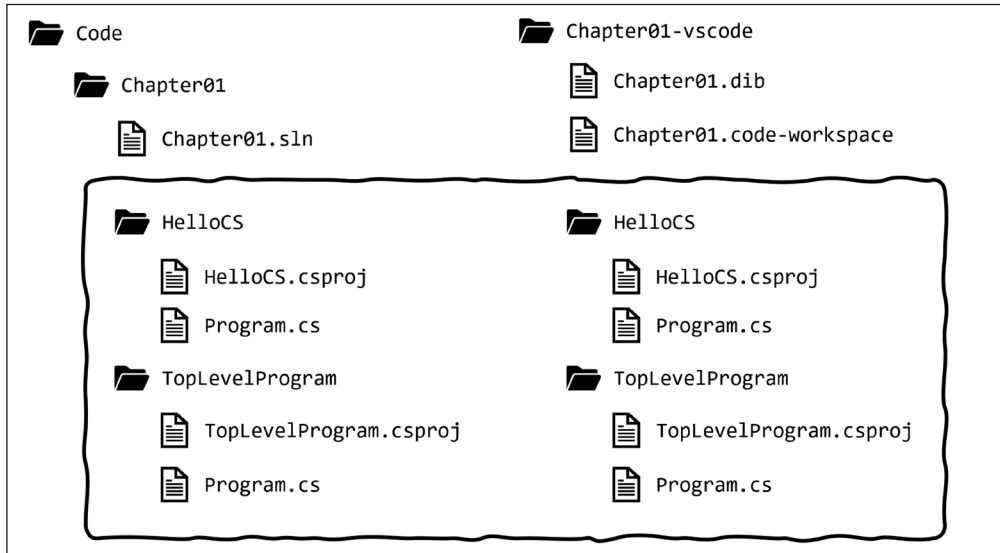 Code
Chapter01
Chapter01.sln
HelloCS
HelloCS.csproj
Program.cs
TopLevelProgram
TopLevelProgram.csproj
Program.cs
Chapter01-vscode
Chapter01.dib
Chapter01.code-workspace
HelloCS
HelloCS.csproj
Program.cs
TopLevelProgram
TopLevelProgram.csproj
Program.cs